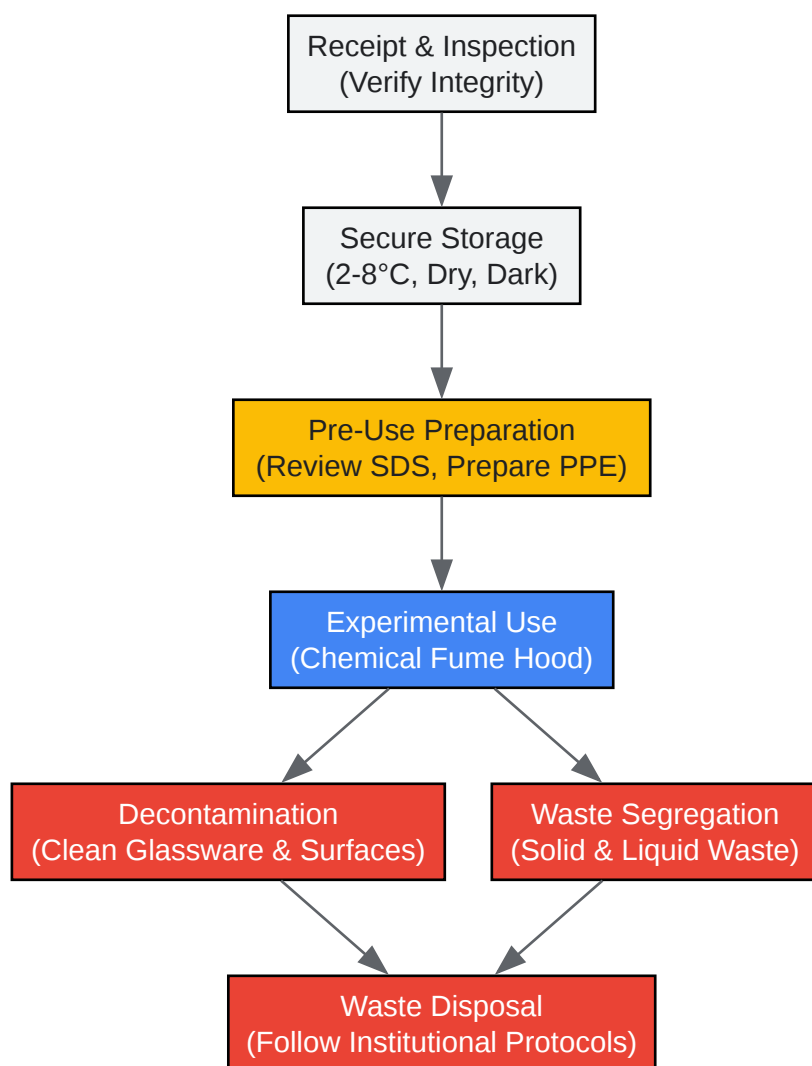 Receipt & Inspection
(Verify Integrity)
Secure Storage
(2-8°C, Dry, Dark)
Pre-Use Preparation
(Review SDS, Prepare PPE)
Experimental Use
(Chemical Fume Hood)
Decontamination
(Clean Glassware & Surfaces)
Waste Segregation
(Solid & Liquid Waste)
Waste Disposal
(Follow Institutional Protocols)